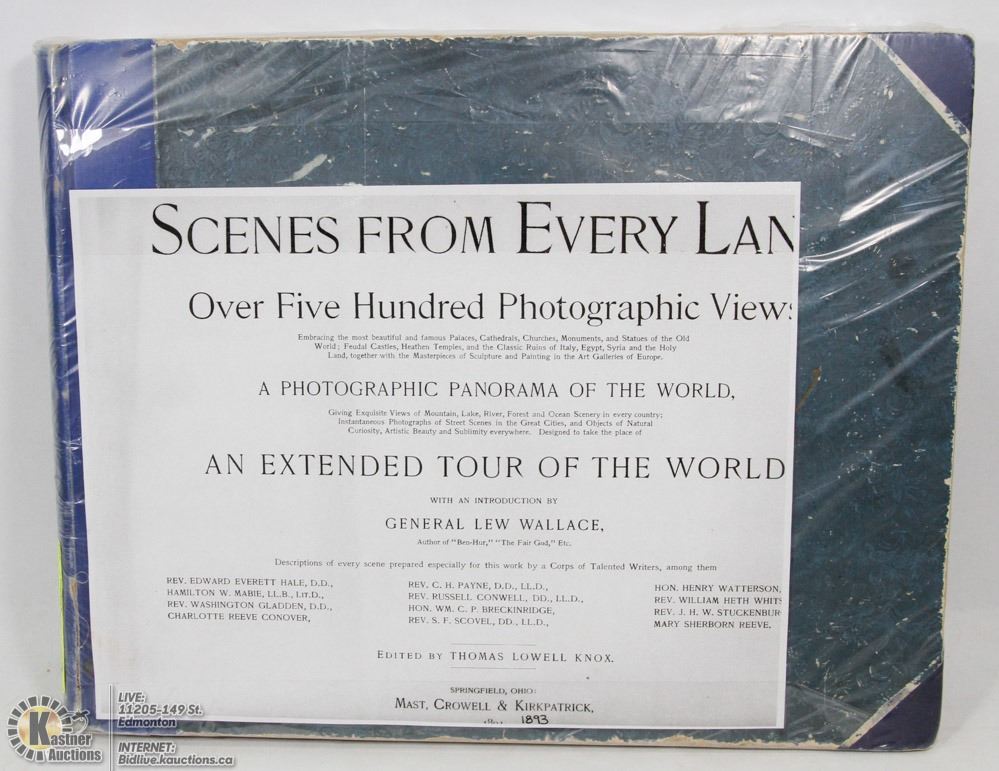 SCENES FROM EVERY LAN
Over Five Hundred Photographic Views
Embracing the most beautiful and famous Palaces, Cathedrals, Churches, Monuments, and Statues of the Old
World; Feudal Castles, Heathen Temples, and the Classic Ruins of Italy, Egypt, Syria and the Holy
Land, together with the Masterpieces of Sculpture and Painting in the Art Galleries of Europe.
A PHOTOGRAPHIC PANORAMA OF THE WORLD,
Giving Exquisite Views of Mountain, Lake, River, Forest and Ocean Scenery in every country;
Instantaneous Photographs of Street Scenes in the Great Cities, and Objects of Natural
Curiosity, Artistic Beauty and Sublimity everywhere. Designed to take the place of
AN EXTENDED TOUR OF THE WORLD
WITH AN INTRODUCTION BY
GENERAL LEW WALLACE,
Author of "Ben-Hur," "The Fair God," Etc.
Descriptions of every scene prepared especially for this work by a Corps of Talented Writers, among them
REV. EDWARD EVERETT HALE, D.D.,
HAMILTON W. MABIE, LL.B., LIT.D.,
REV. WASHINGTON GLADDEN, D.D.,
CHARLOTTE REEVE CONOVER,
REV. C. H. PAYNE, D.D., LL.D.,
REV. RUSSELL CONWELL, DD., LL.D.,
HON. WM. C. P. BRECKINRIDGE,
REV. S. F. SCOVEL, DD., LL.D.,
HON. HENRY WATTERSON,
REV. WILLIAM HETH WHITS
REV. J. H. W. STUCKENBUR
MARY SHERBORN REEVE.
EDITED BY THOMAS LOWELL KNOX.
SPRINGFIELD, OHIO:
MAST, CROWELL & KIRKPATRICK,
1893
Kastner
Auctions
LIVE:
11205-149 St.
Edmonton
INTERNET:
Bidlive.kauctions.ca